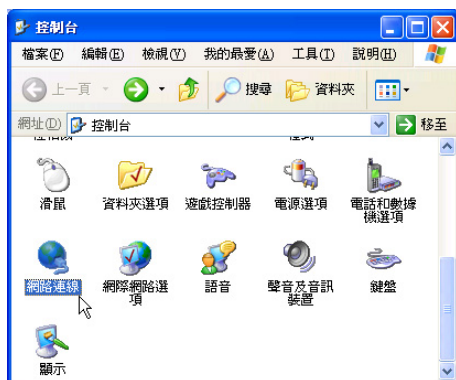 控制台
檔案(F) 編輯(E) 檢視(V) 我的最愛(A) 工具(T) 說明(H)
上一頁 搜尋 資料夾
網址(D) 控制台 移至
滑鼠 資料夾選項 遊戲控制器 電源選項 電話和數據
機選項
網路連線 網際網路選 語音 聲音及音訊 鍵盤
項 裝置
顯示